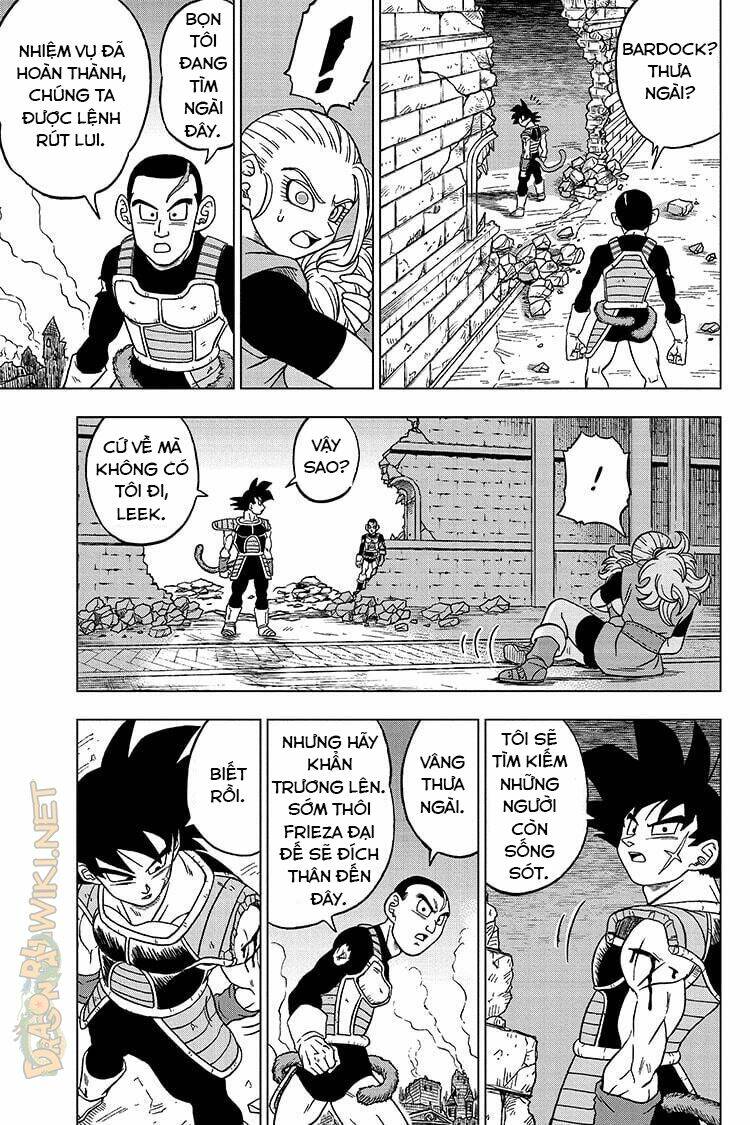 BARDOCK?
THƯA
NGÀI?
!
BỌN
TÔI
ĐANG
TÌM
NGÀI
ĐÂY.
NHIỆM VỤ ĐÃ
HOÀN THÀNH,
CHÚNG TA
ĐƯỢC LỆNH
RÚT LUI.
!
VẬY
SAO?
CỨ VỀ MÀ
KHÔNG CÓ
TÔI ĐI,
LEEK.
TÔI SẼ
TÌM KIẾM
NHỮNG
NGƯỜI
CÒN
SỐNG
SÓT.
VÂNG
THƯA
NGÀI.
NHƯNG HÃY
KHẨN
TRƯƠNG LÊN.
SỚM THÔI
FRIEZA ĐẠI
ĐẾ SẼ ĐÍCH
THÂN ĐẾN
ĐÂY.
BIẾT
RỒI.
DRAGON BALL
WIKI.NET